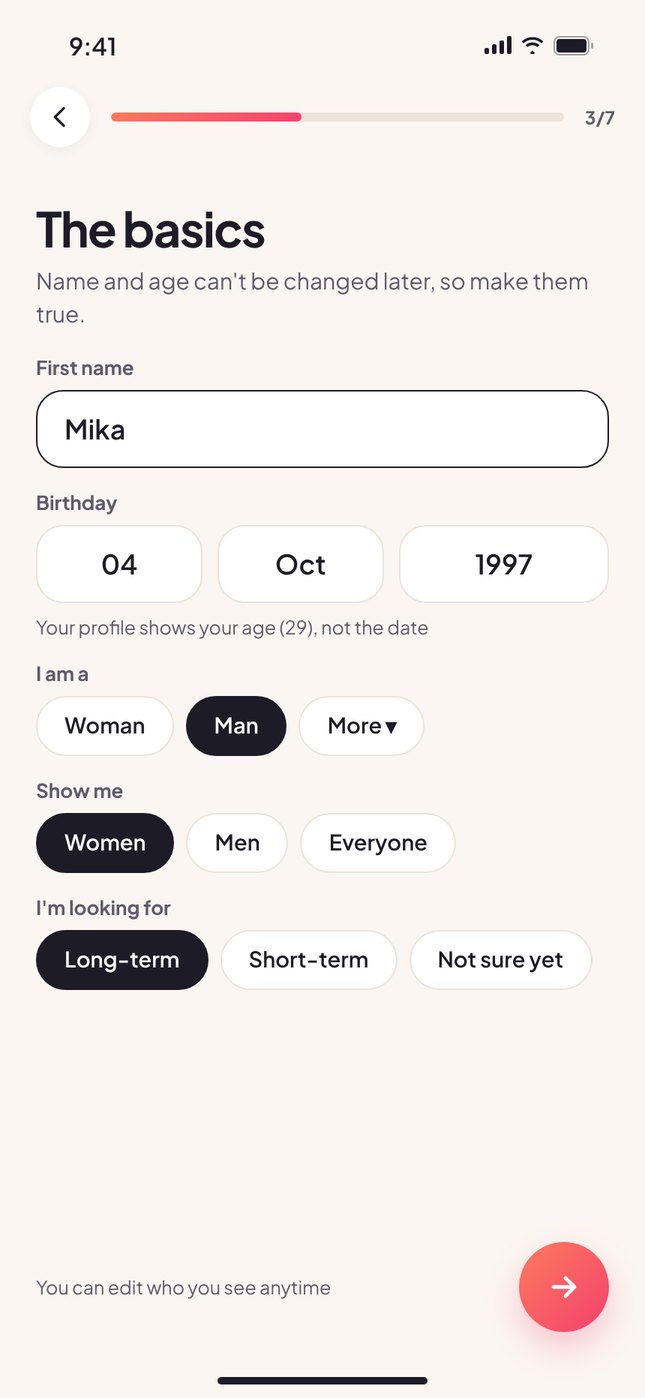 9:41
3/7
The basics
Name and age can't be changed later, so make them
true.
First name
Mika
Birthday
04 Oct 1997
Your profile shows your age (29), not the date
I am a
Woman Man More ▾
Show me
Women Men Everyone
I'm looking for
Long-term Short-term Not sure yet
You can edit who you see anytime